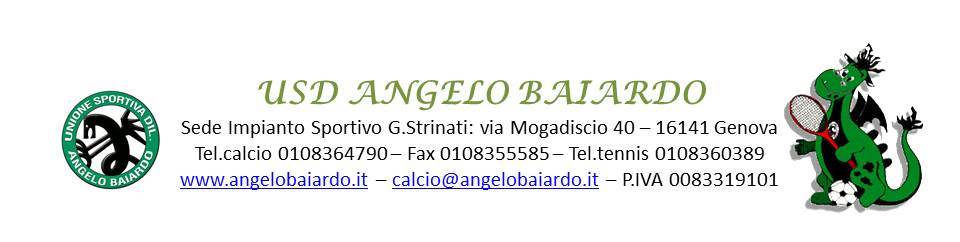 UNIONE SPORTIVA DIL.
ANGELO BAIARDO
USD ANGELO BAIARDO
Sede Impianto Sportivo G.Strinati: via Mogadiscio 40 – 16141 Genova
Tel.calcio 0108364790 – Fax 0108355585 – Tel.tennis 0108360389
www.angelobaiardo.it – calcio@angelobaiardo.it – P.IVA 0083319101